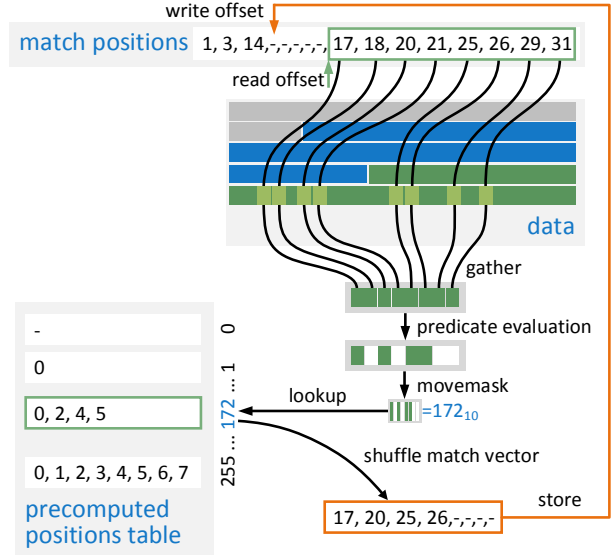 write offset
match positions 1, 3, 14,-,-,-,-,-, 17, 18, 20, 21, 25, 26, 29, 31
read offset
data
gather
predicate evaluation
movemask
=172₁₀
lookup
shuffle match vector
store
17, 20, 25, 26,-,-,-,-
-
0
0, 2, 4, 5
0, 1, 2, 3, 4, 5, 6, 7
255 ... 172 ... 1 0
precomputed
positions table